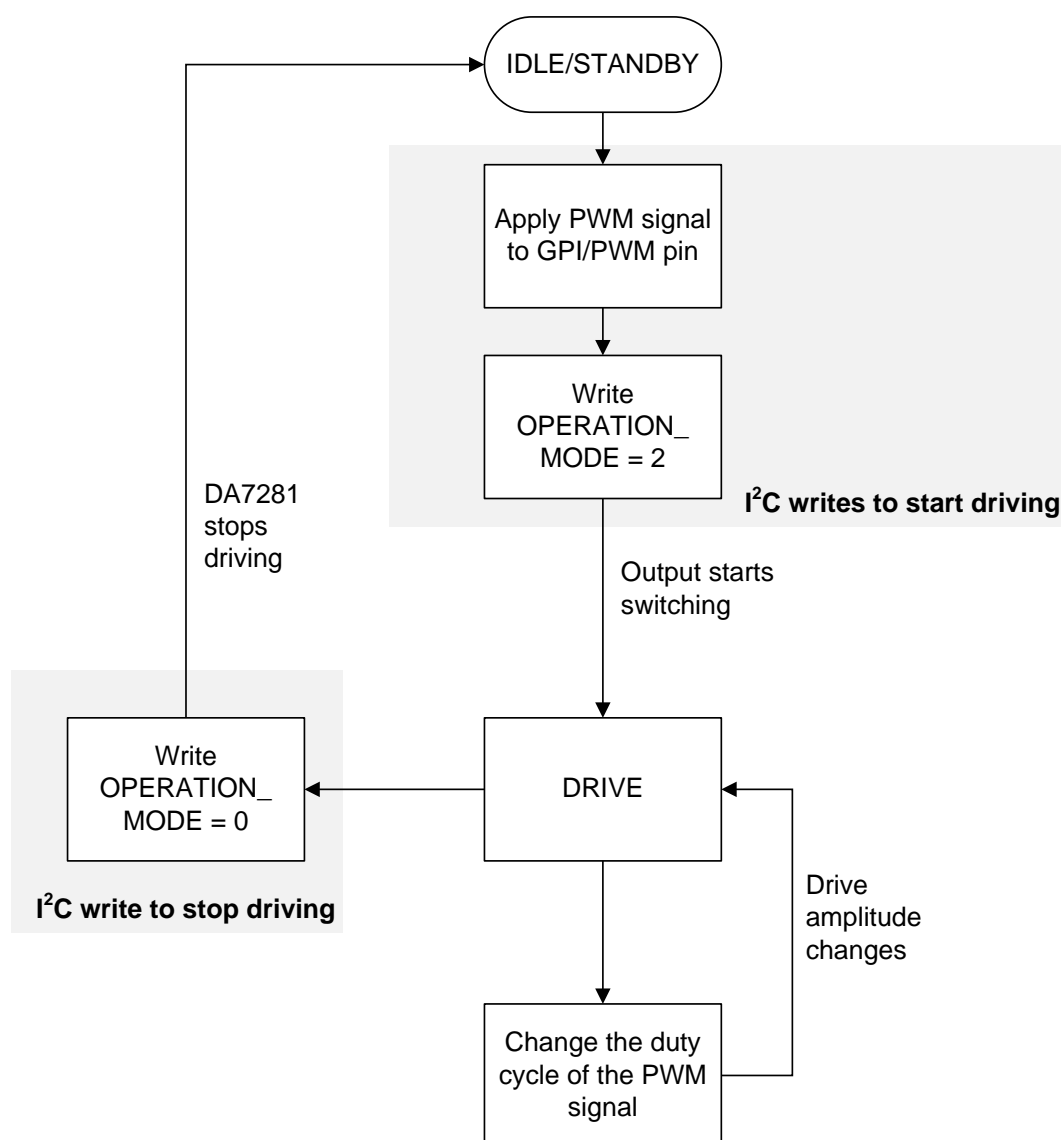 IDLE/STANDBY
Apply PWM signal
to GPI/PWM pin
Write
OPERATION_
MODE = 2
I²C writes to start driving
DA7281
stops
driving
Output starts
switching
Write
OPERATION_
MODE = 0
I²C write to stop driving
DRIVE
Drive
amplitude
changes
Change the duty
cycle of the PWM
signal